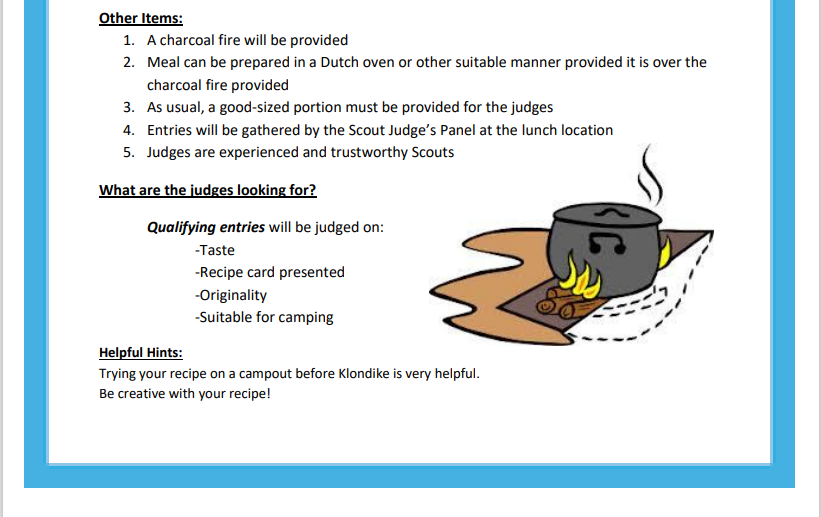 Other Items:
1. A charcoal fire will be provided
2. Meal can be prepared in a Dutch oven or other suitable manner provided it is over the
charcoal fire provided
3. As usual, a good-sized portion must be provided for the judges
4. Entries will be gathered by the Scout Judge’s Panel at the lunch location
5. Judges are experienced and trustworthy Scouts
What are the judges looking for?
Qualifying entries will be judged on:
-Taste
-Recipe card presented
-Originality
-Suitable for camping
Helpful Hints:
Trying your recipe on a campout before Klondike is very helpful.
Be creative with your recipe!